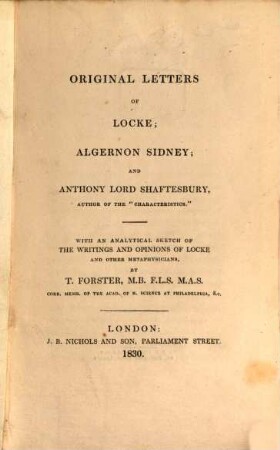 ORIGINAL LETTERS
OF
LOCKE;
ALGERNON SIDNEY;
AND
ANTHONY LORD SHAFTESBURY,
AUTHOR OF THE "CHARACTERISTICS."
WITH AN ANALYTICAL SKETCH OF
THE WRITINGS AND OPINIONS OF LOCKE
AND OTHER METAPHYSICIANS,
BY
T. FORSTER, M.B. F.L.S. M.A.S.
CORR. MEMB. OF THE ACAD. OF N. SCIENCE AT PHILADELPHIA, &c.
LONDON:
J. B. NICHOLS AND SON, PARLIAMENT STREET.
1830.